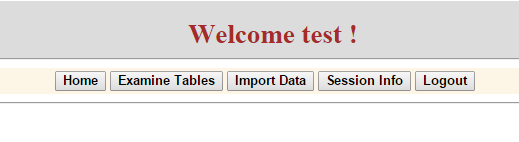 Welcome test !
Home Examine Tables Import Data Session Info Logout